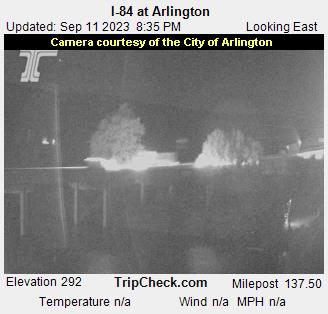 I-84 at Arlington
Updated: Sep 11 2023 8:35 PM Looking East
Camera courtesy of the City of Arlington
Elevation 292 TripCheck.com Milepost 137.50
Temperature n/a Wind n/a MPH n/a